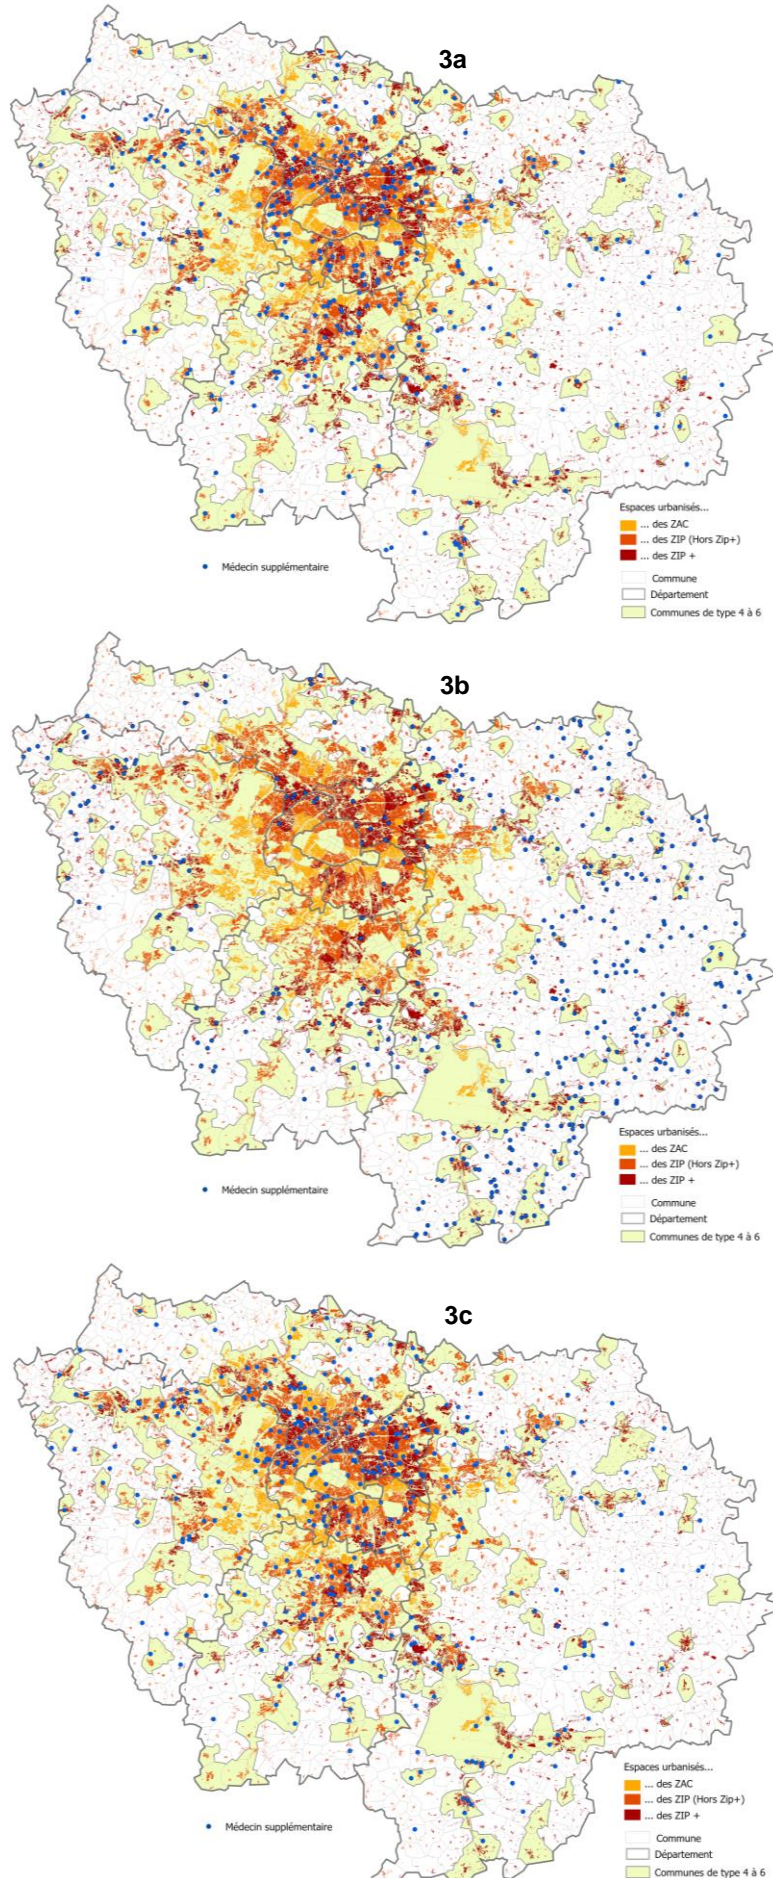 3a
Espaces urbanisés...
... des ZAC
... des ZIP (Hors Zip+)
... des ZIP +
Médecin supplémentaire
Commune
Département
Communes de type 4 à 6
3b
Espaces urbanisés...
... des ZAC
... des ZIP (Hors Zip+)
... des ZIP +
Médecin supplémentaire
Commune
Département
Communes de type 4 à 6
3c
Espaces urbanisés...
... des ZAC
... des ZIP (Hors Zip+)
... des ZIP +
Médecin supplémentaire
Commune
Département
Communes de type 4 à 6